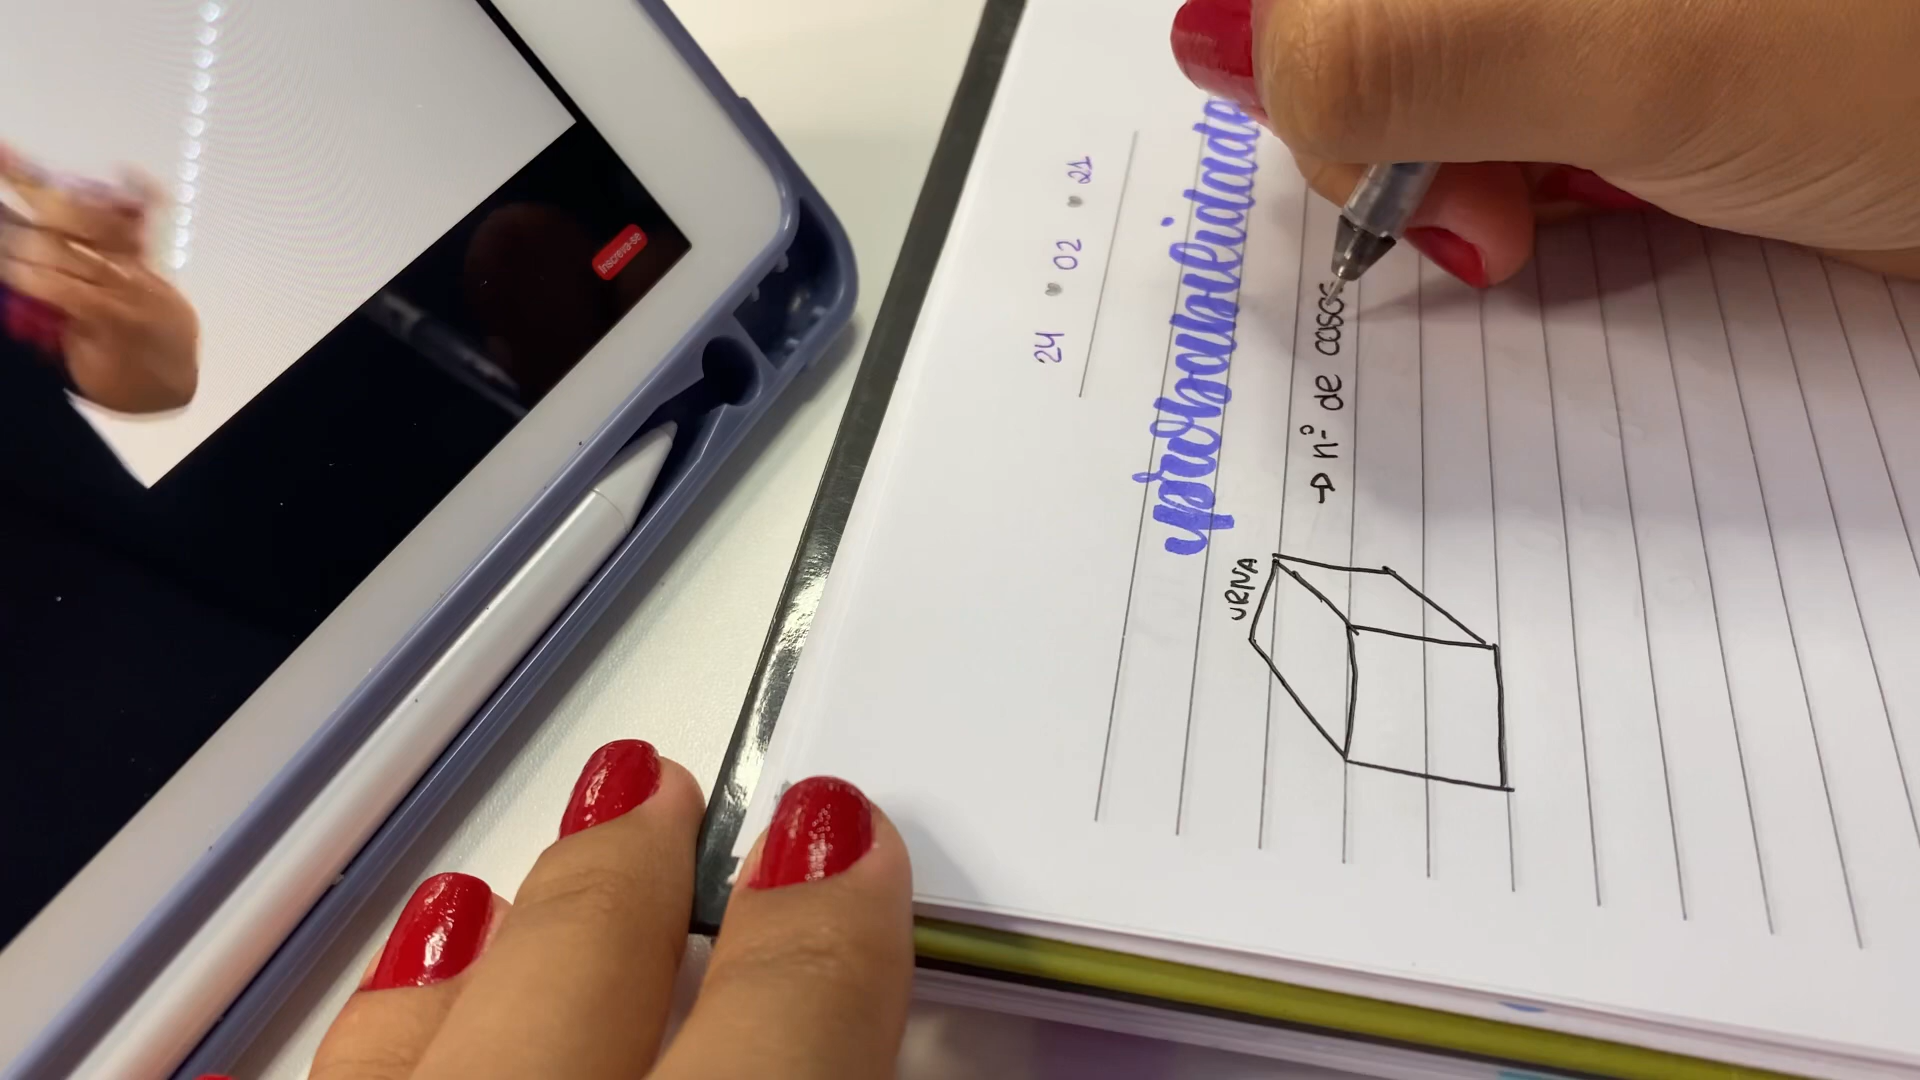 24 02 21
probabilidade
URNA
→ nº de casos
Inscreva-se